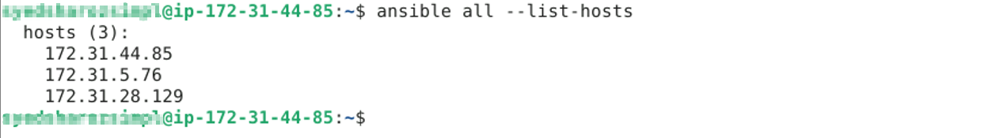 @ip-172-31-44-85:~$ ansible all --list-hosts
hosts (3):
172.31.44.85
172.31.5.76
172.31.28.129
@ip-172-31-44-85:~$